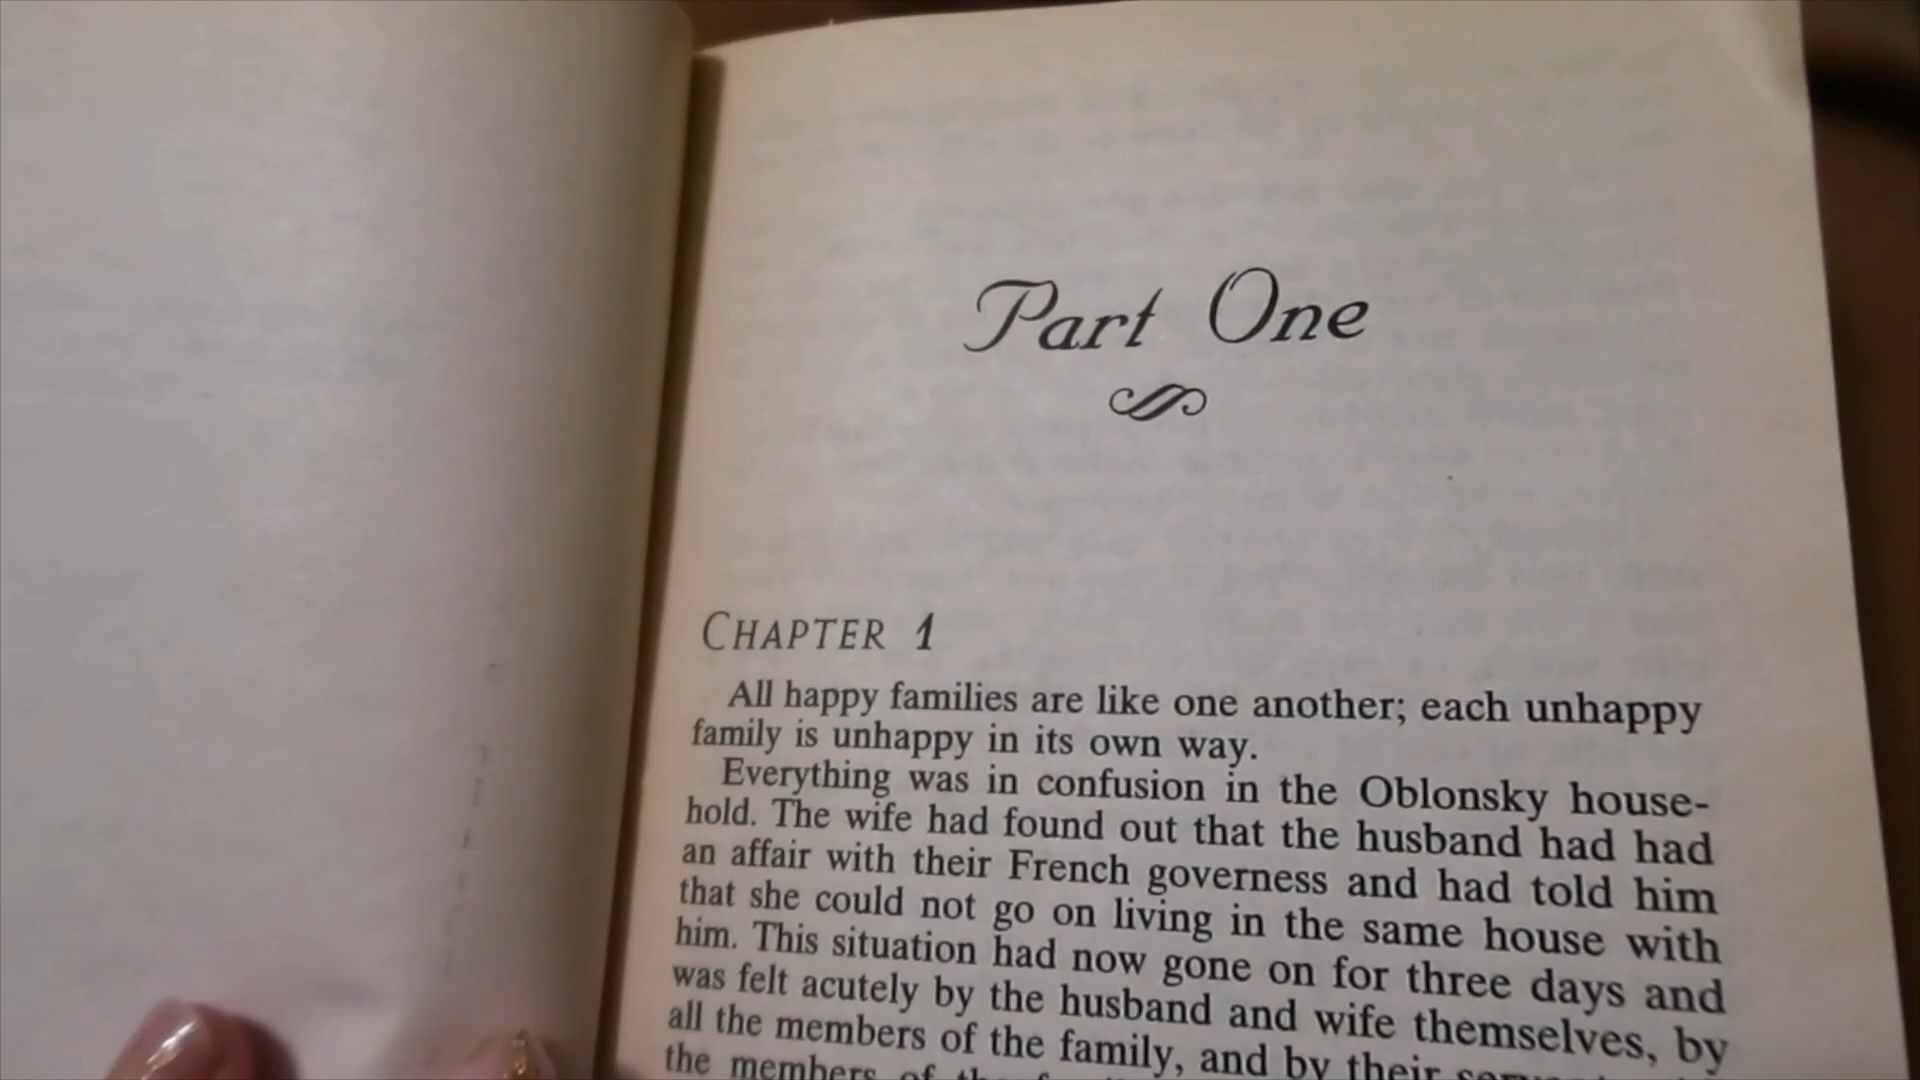 Part One
CHAPTER 1
All happy families are like one another; each unhappy
family is unhappy in its own way.
Everything was in confusion in the Oblonsky house-
hold. The wife had found out that the husband had had
an affair with their French governess and had told him
that she could not go on living in the same house with
him. This situation had now gone on for three days and
was felt acutely by the husband and wife themselves, by
all the members of the family, and by their
the members of the